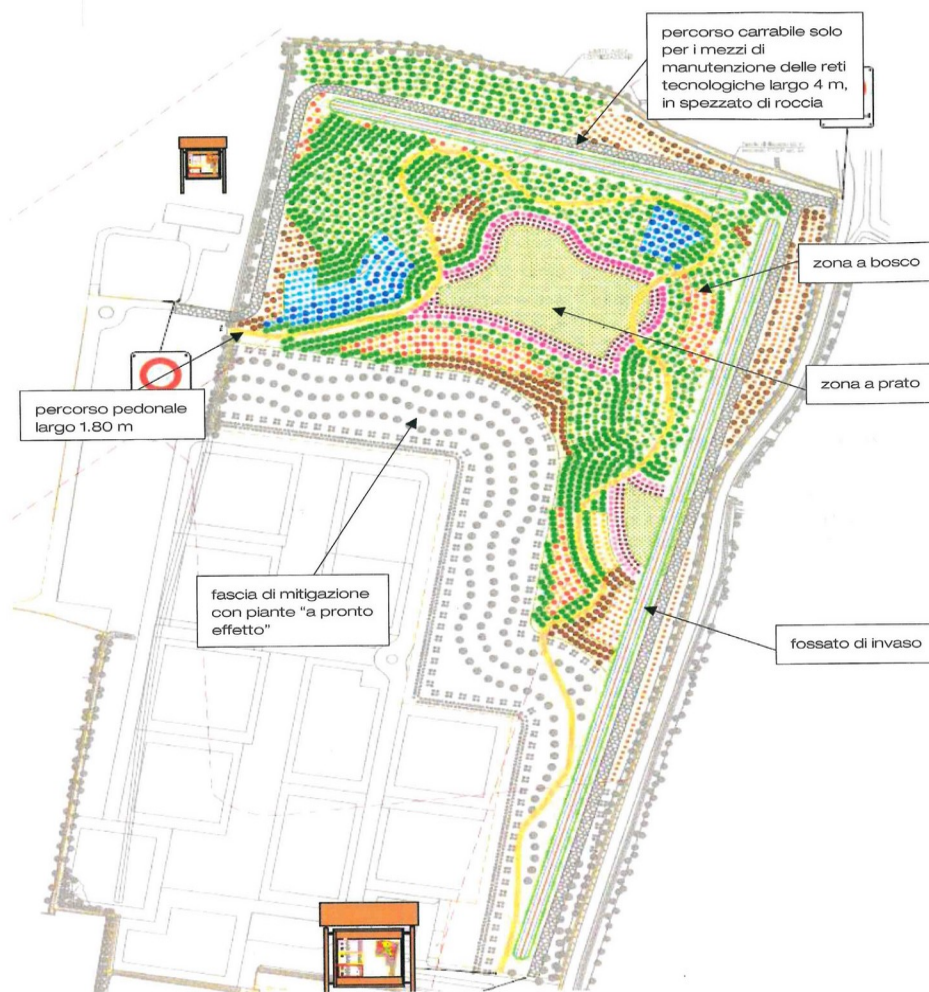 percorso carrabile solo
per i mezzi di
manutenzione delle reti
tecnologiche largo 4 m,
in spezzato di roccia
zona a bosco
zona a prato
percorso pedonale
largo 1.80 m
fascia di mitigazione
con piante "a pronto
effetto"
fossato di invaso